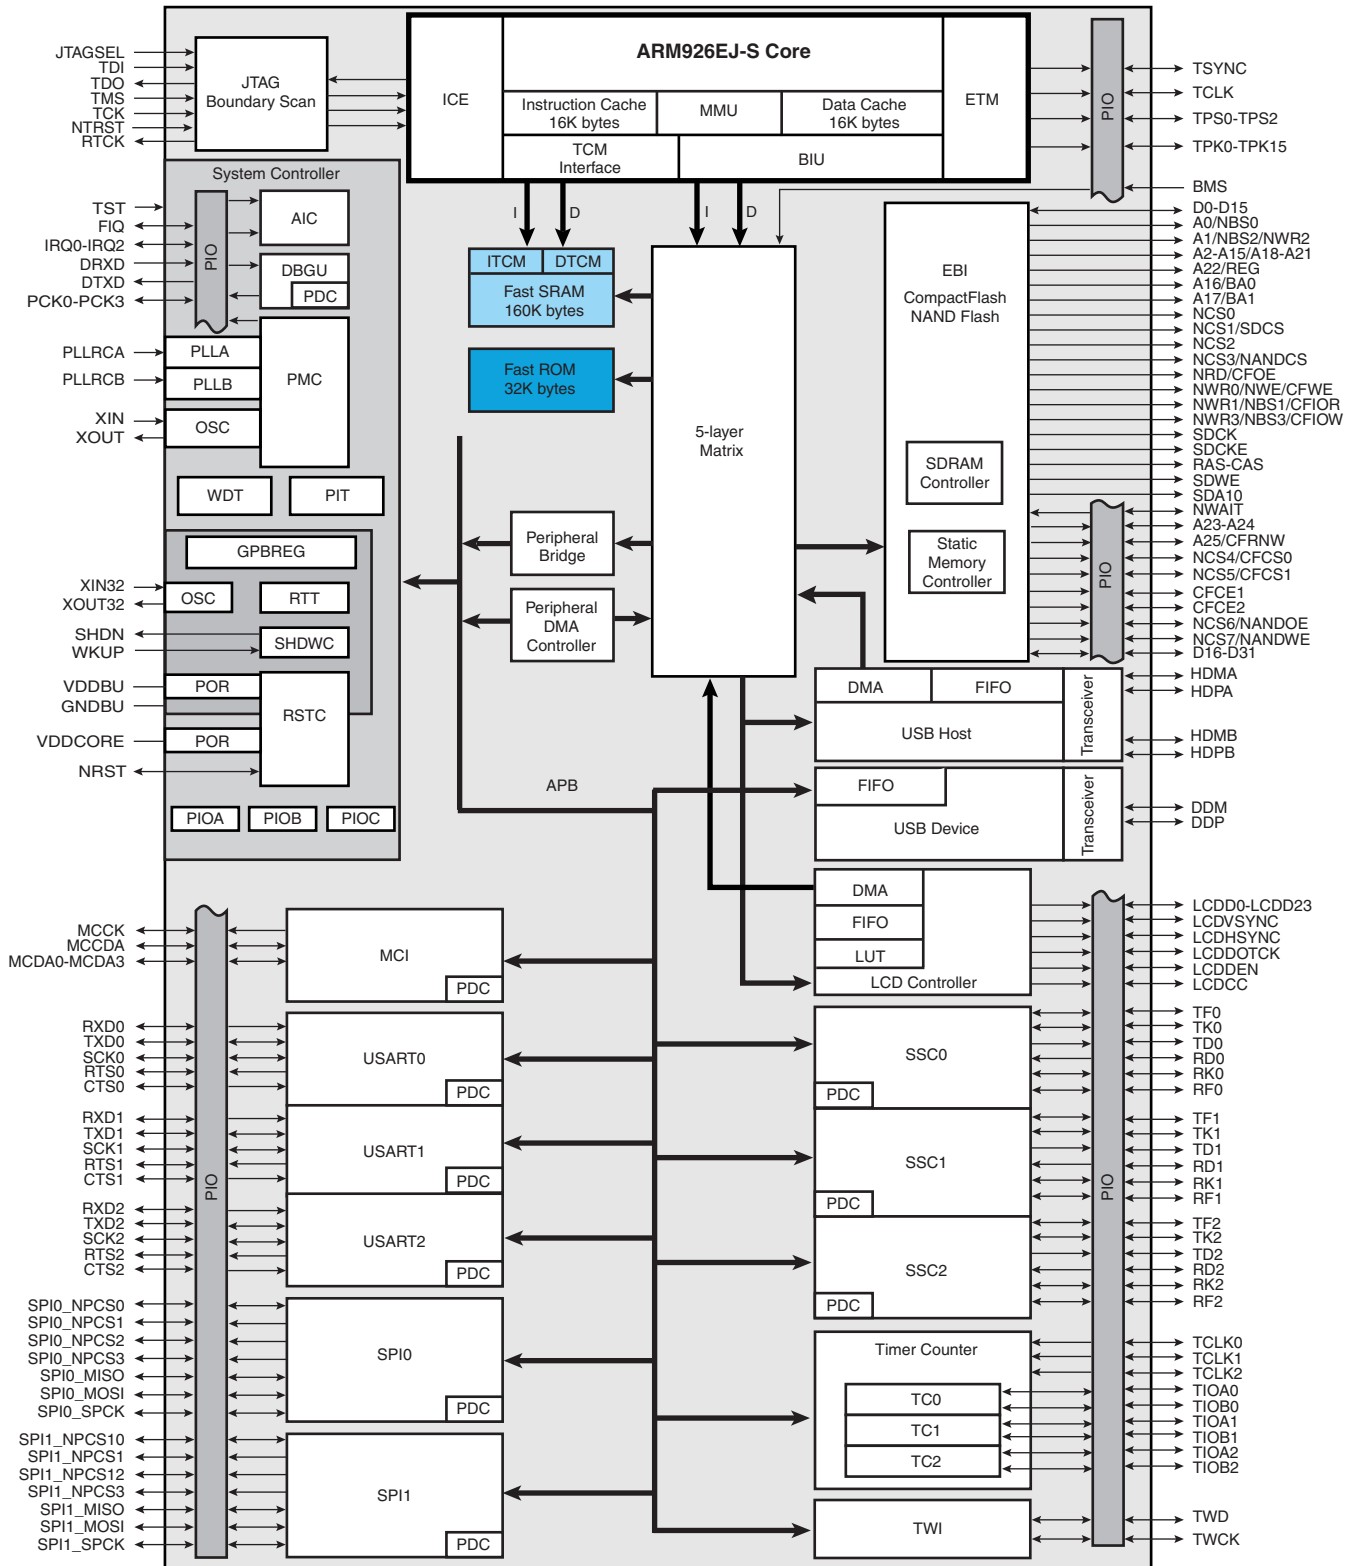 ARM926EJ-S Core
ICE
Instruction Cache
16K bytes
MMU
Data Cache
16K bytes
ETM
TCM
Interface
BIU
JTAGSEL
TDI
TDO
TMS
TCK
NTRST
RTCK
JTAG
Boundary Scan
PIO
TSYNC
TCLK
TPS0-TPS2
TPK0-TPK15
BMS
System Controller
TST
FIQ
IRQ0-IRQ2
DRXD
DTXD
PCK0-PCK3
PIO
AIC
DBGU
PDC
PLLRCA
PLLRCB
XIN
XOUT
PLLA
PLLB
OSC
PMC
WDT
PIT
GPBREG
XIN32
XOUT32
OSC
RTT
SHDN
WKUP
SHDWC
VDDBU
GNDBU
POR
RSTC
VDDCORE
POR
NRST
PIOA
PIOB
PIOC
I
D
I
D
ITCM
DTCM
Fast SRAM
160K bytes
Fast ROM
32K bytes
5-layer
Matrix
Peripheral
Bridge
Peripheral
DMA
Controller
APB
EBI
CompactFlash
NAND Flash
SDRAM
Controller
Static
Memory
Controller
D0-D15
A0/NBS0
A1/NBS2/NWR2
A2-A15/A18-A21
A22/REG
A16/BA0
A17/BA1
NCS0
NCS1/SDCS
NCS2
NCS3/NANDCS
NRD/CFOE
NWR0/NWE/CFWE
NWR1/NBS1/CFIOR
NWR3/NBS3/CFIOW
SDCK
SDCKE
RAS-CAS
SDWE
SDA10
PIO
NWAIT
A23-A24
A25/CFRNW
NCS4/CFCS0
NCS5/CFCS1
CFCE1
CFCE2
NCS6/NANDOE
NCS7/NANDWE
D16-D31
DMA
FIFO
USB Host
Transceiver
HDMA
HDPA
HDMB
HDPB
FIFO
USB Device
Transceiver
DDM
DDP
DMA
FIFO
LUT
LCD Controller
LCDD0-LCDD23
LCDVSYNC
LCDHSYNC
LCDDOTCK
LCDDEN
LCDCC
MCCK
MCCDA
MCDA0-MCDA3
MCI
PDC
RXD0
TXD0
SCK0
RTS0
CTS0
USART0
PDC
RXD1
TXD1
SCK1
RTS1
CTS1
PIO
USART1
PDC
RXD2
TXD2
SCK2
RTS2
CTS2
USART2
PDC
SPI0_NPCS0
SPI0_NPCS1
SPI0_NPCS2
SPI0_NPCS3
SPI0_MISO
SPI0_MOSI
SPI0_SPCK
SPI0
PDC
SPI1_NPCS10
SPI1_NPCS1
SPI1_NPCS12
SPI1_NPCS3
SPI1_MISO
SPI1_MOSI
SPI1_SPCK
SPI1
PDC
SSC0
PDC
TF0
TK0
TD0
RD0
RK0
RF0
SSC1
PDC
PIO
TF1
TK1
TD1
RD1
RK1
RF1
SSC2
PDC
TF2
TK2
TD2
RD2
RK2
RF2
Timer Counter
TC0
TC1
TC2
TCLK0
TCLK1
TCLK2
TIOA0
TIOB0
TIOA1
TIOB1
TIOA2
TIOB2
TWI
TWD
TWCK